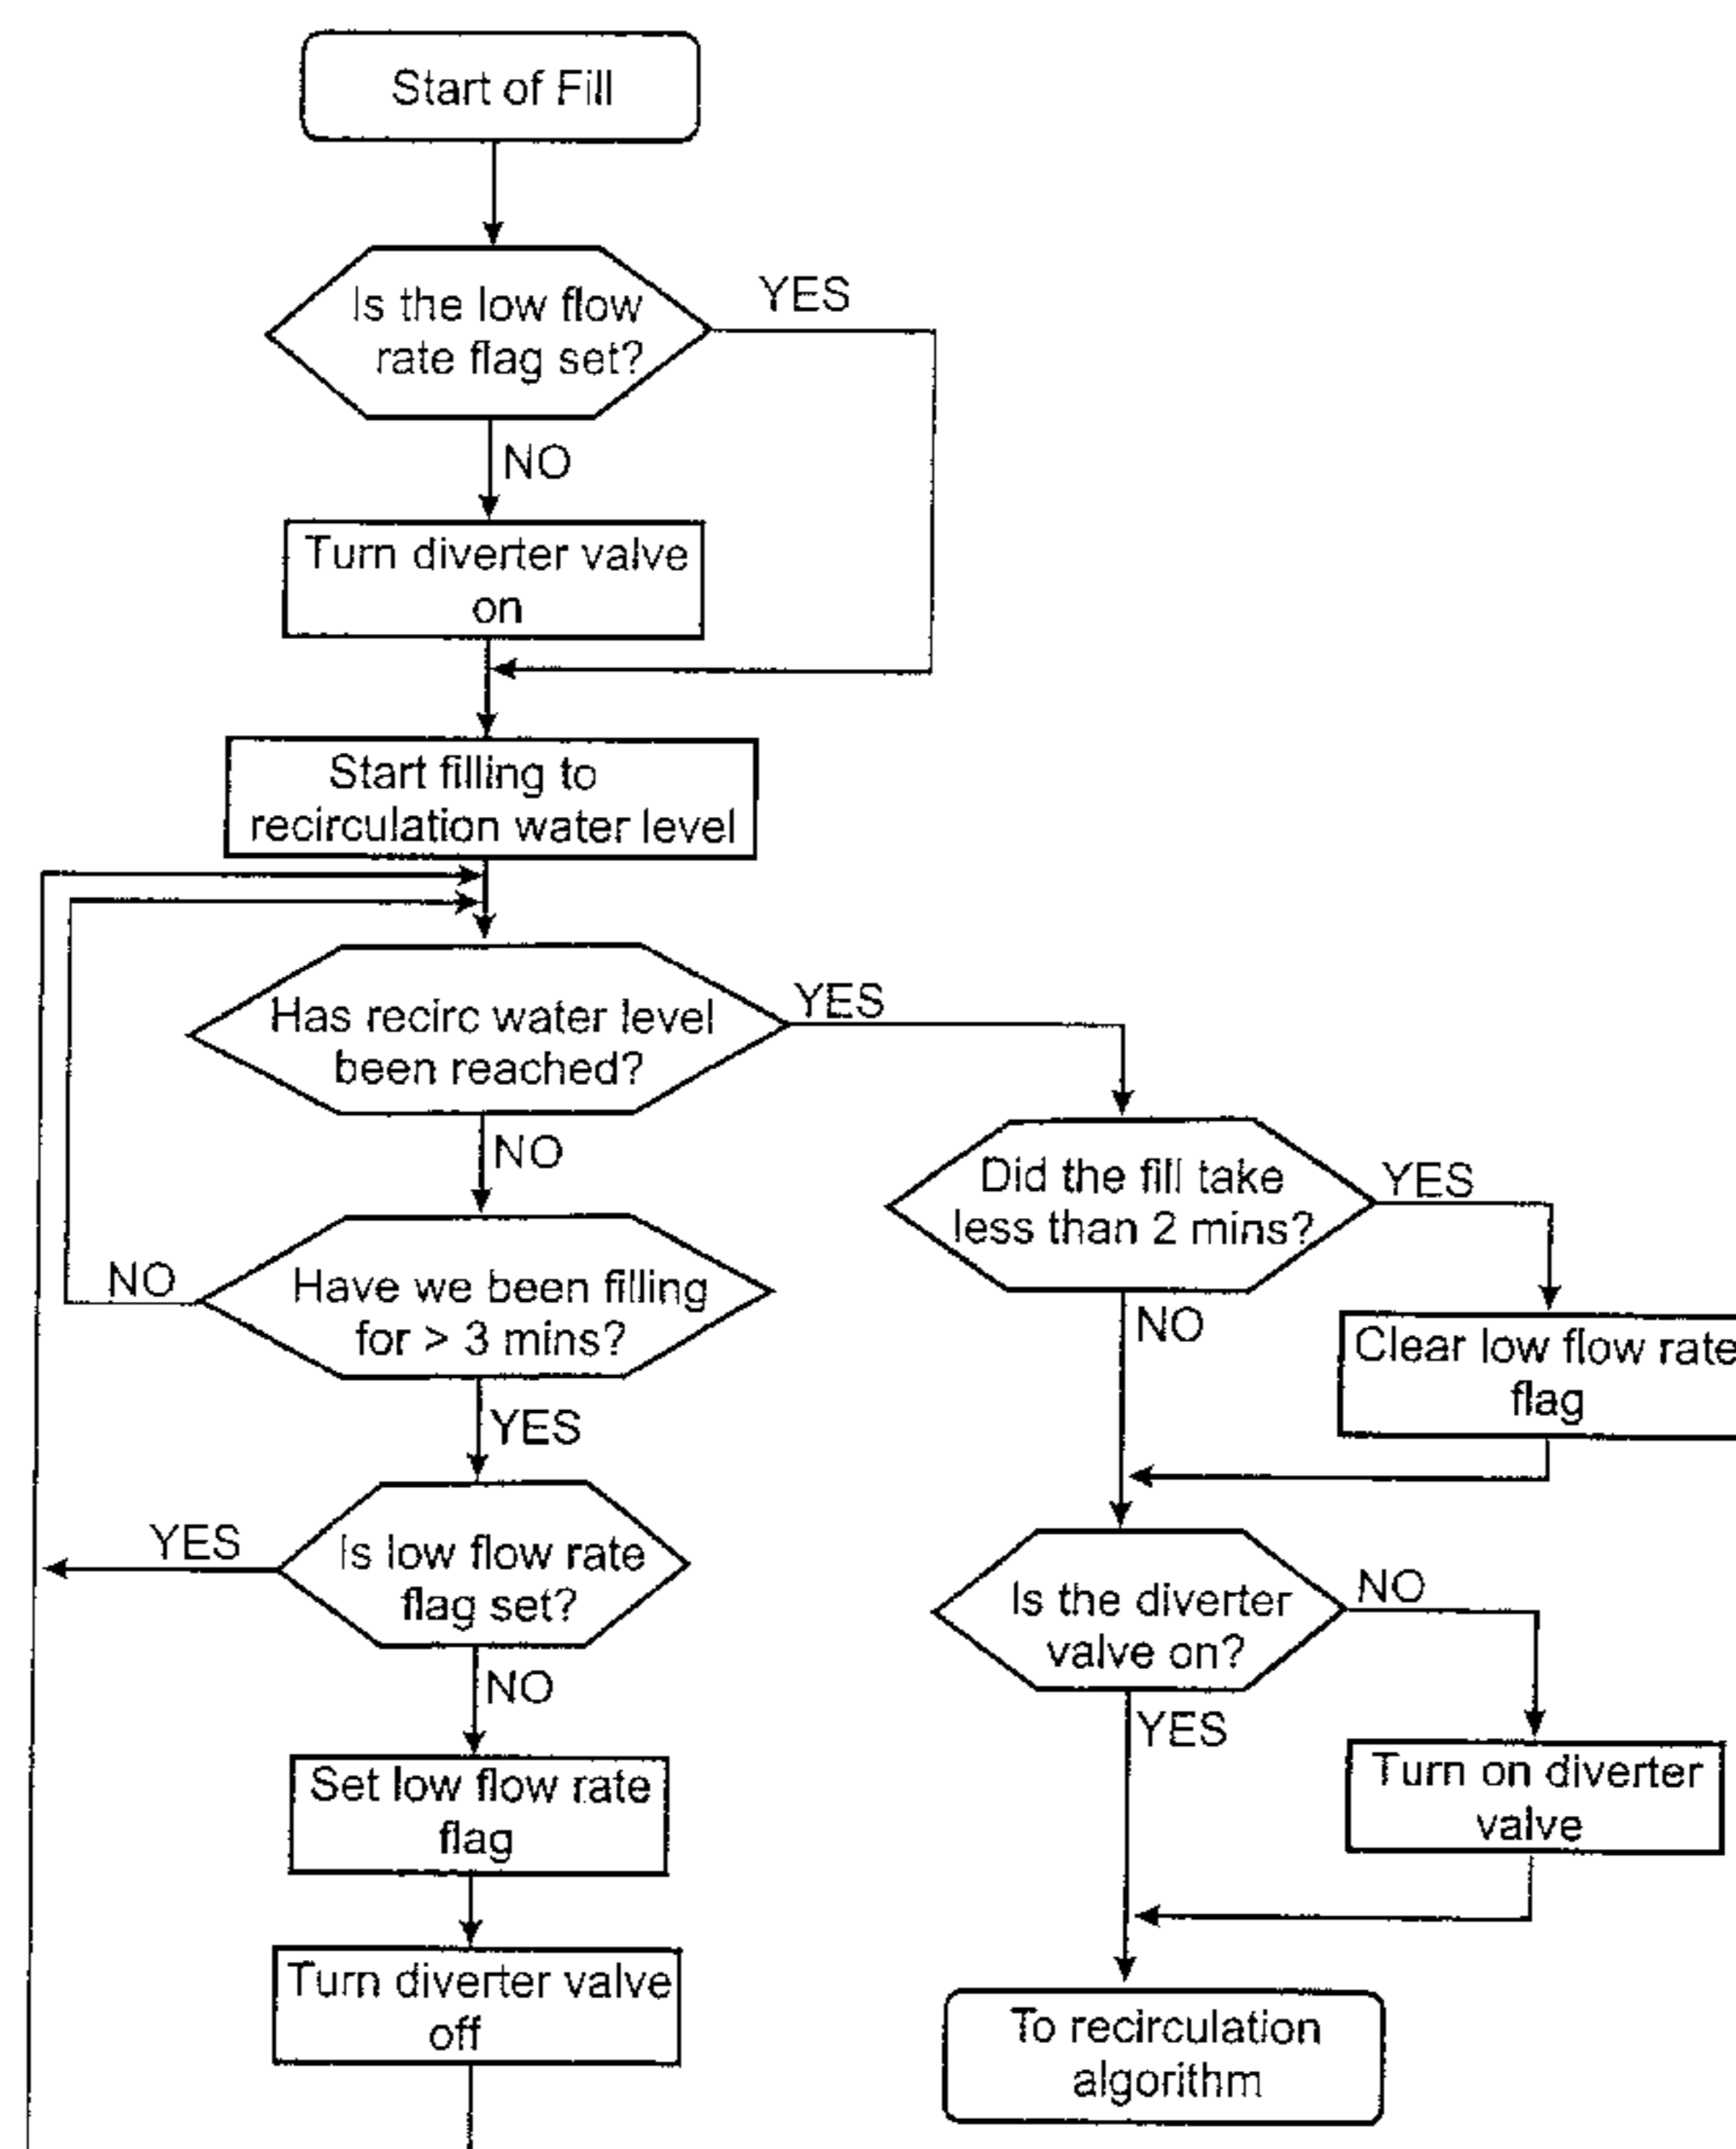 Start of Fill
Is the low flow
rate flag set?
YES
NO
Turn diverter valve
on
Start filling to
recirculation water level
Has recirc water level
been reached?
YES
NO
Have we been filling
for > 3 mins?
NO
YES
Is low flow rate
flag set?
YES
NO
Set low flow rate
flag
Turn diverter valve
off
Did the fill take
less than 2 mins?
YES
NO
Clear low flow rate
flag
Is the diverter
valve on?
NO
YES
Turn on diverter
valve
To recirculation
algorithm